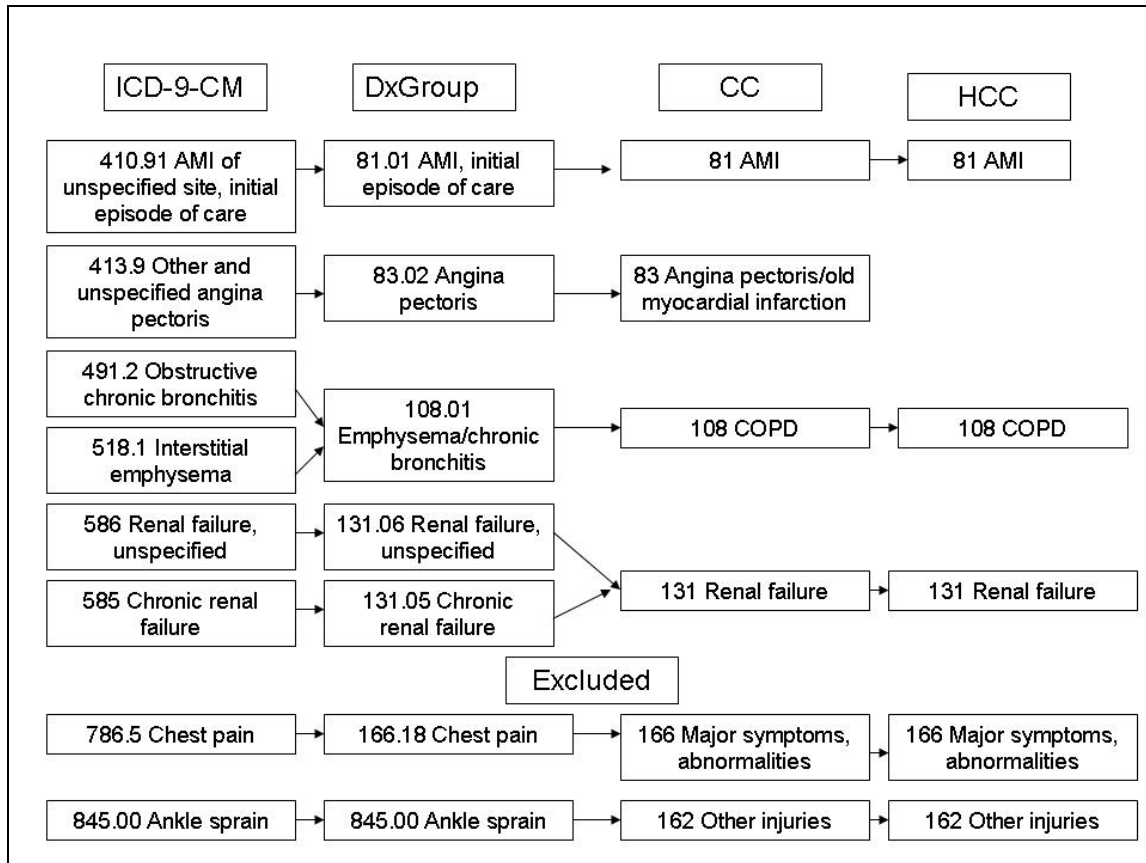 ICD-9-CM
DxGroup
CC
HCC
410.91 AMI of
unspecified site, initial
episode of care
81.01 AMI, initial
episode of care
81 AMI
81 AMI
413.9 Other and
unspecified angina
pectoris
83.02 Angina
pectoris
83 Angina pectoris/old
myocardial infarction
491.2 Obstructive
chronic bronchitis
518.1 Interstitial
emphysema
108.01
Emphysema/chronic
bronchitis
108 COPD
108 COPD
586 Renal failure,
unspecified
131.06 Renal failure,
unspecified
585 Chronic renal
failure
131.05 Chronic
renal failure
131 Renal failure
131 Renal failure
Excluded
786.5 Chest pain
166.18 Chest pain
166 Major symptoms,
abnormalities
166 Major symptoms,
abnormalities
845.00 Ankle sprain
845.00 Ankle sprain
162 Other injuries
162 Other injuries